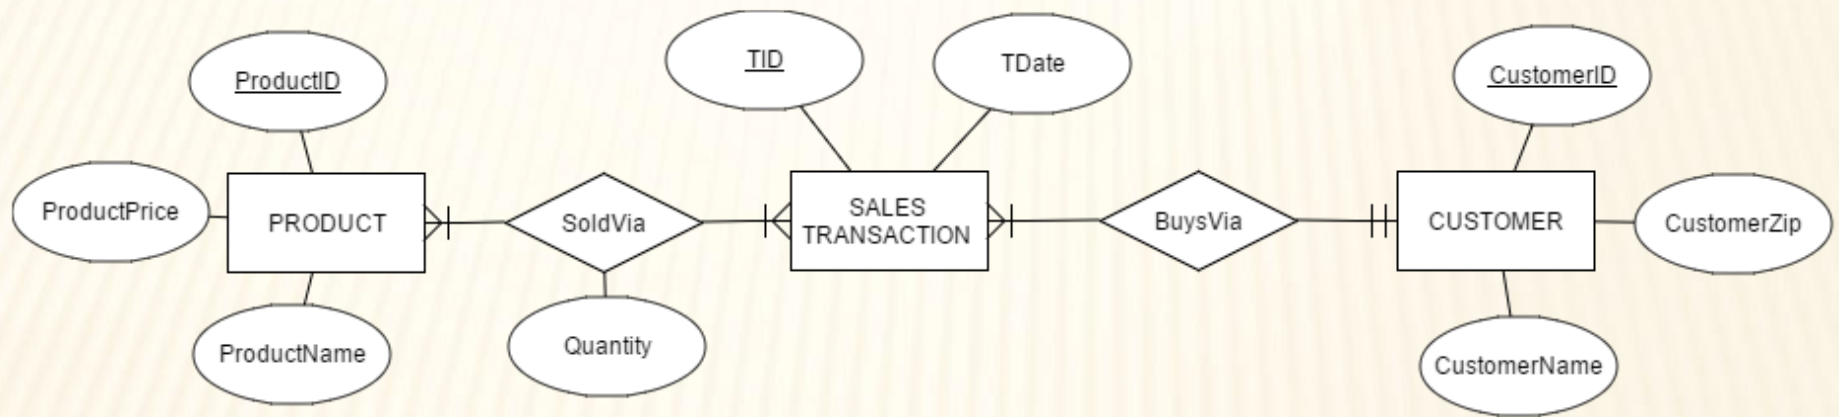 ProductID
TID
TDate
CustomerID
ProductPrice
PRODUCT
SoldVia
SALES
TRANSACTION
BuysVia
CUSTOMER
CustomerZip
ProductName
Quantity
CustomerName